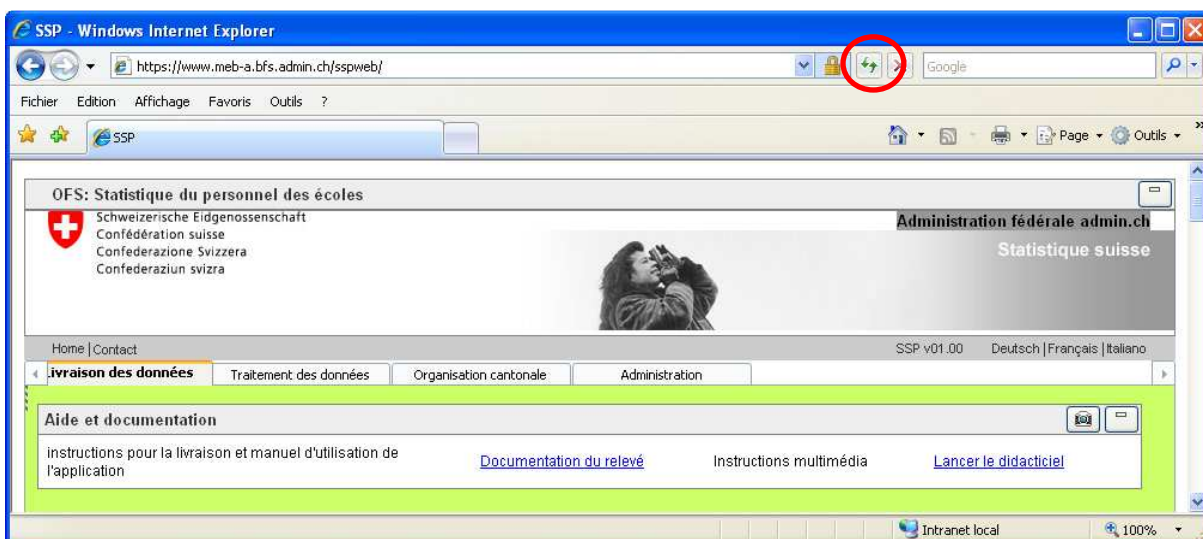 SSP - Windows Internet Explorer
https://www.meb-a.bfs.admin.ch/sspweb/
Google
Fichier Edition Affichage Favoris Outils ?
SSP
Page Outils »
OFS: Statistique du personnel des écoles
Schweizerische Eidgenossenschaft
Confédération suisse
Confederazione Svizzera
Confederaziun svizra
Administration fédérale admin.ch
Statistique suisse
Home | Contact
SSP v01.00 Deutsch | Français | Italiano
Livraison des données Traitement des données Organisation cantonale Administration
Aide et documentation
instructions pour la livraison et manuel d'utilisation de
l'application
Documentation du relevé
Instructions multimédia
Lancer le didacticiel
Intranet local
100%